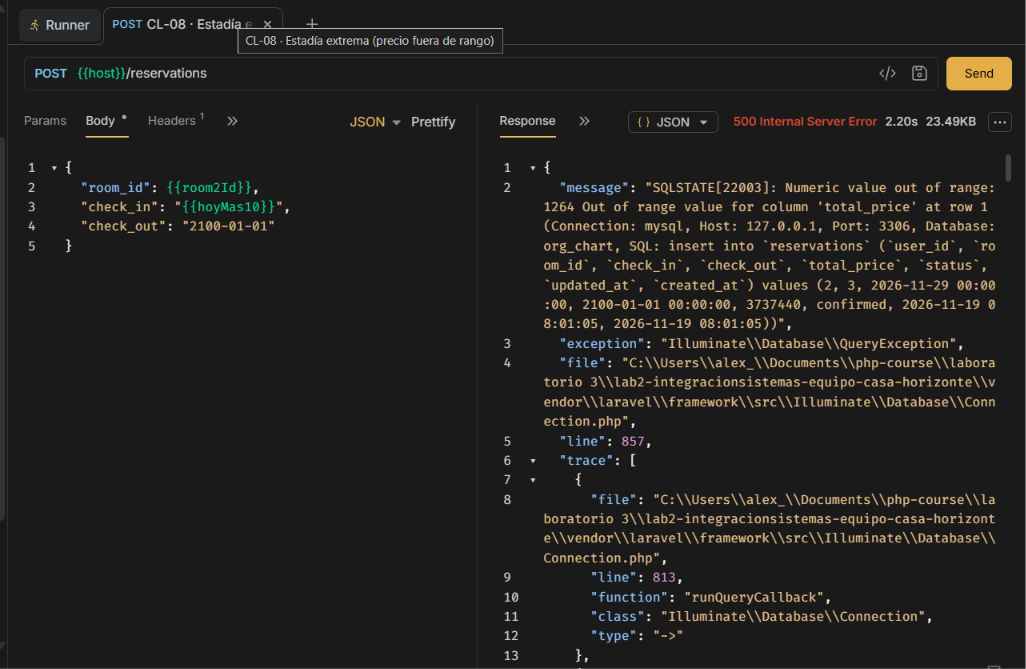 Runner
POST CL-08 · Estadía e
CL-08 · Estadía extrema (precio fuera de rango)
POST {{host}}/reservations
</> Send
Params Body Headers 1 JSON Prettify
1 {
2 "room_id": {{room2Id}},
3 "check_in": "{{hoyMas10}}",
4 "check_out": "2100-01-01"
5 }
Response { } JSON 500 Internal Server Error 2.20s 23.49KB ...
1 {
2 "message": "SQLSTATE[22003]: Numeric value out of range:
1264 Out of range value for column 'total_price' at row 1
(Connection: mysql, Host: 127.0.0.1, Port: 3306, Database:
org_chart, SQL: insert into `reservations` (`user_id`, `ro
om_id`, `check_in`, `check_out`, `total_price`, `status`,
`updated_at`, `created_at`) values (2, 3, 2026-11-29 00:00
:00, 2100-01-01 00:00:00, 3737440, confirmed, 2026-11-19 0
8:01:05, 2026-11-19 08:01:05))",
3 "exception": "Illuminate\\Database\\QueryException",
4 "file": "C:\\Users\\alex_\\Documents\\php-course\\labora
torio 3\\lab2-integracionsistemas-equipo-casa-horizonte\\v
endor\\laravel\\framework\\src\\Illuminate\\Database\\Conn
ection.php",
5 "line": 857,
6 "trace": [
7 {
8 "file": "C:\\Users\\alex_\\Documents\\php-course\\la
boratorio 3\\lab2-integracionsistemas-equipo-casa-horizont
e\\vendor\\laravel\\framework\\src\\Illuminate\\Database\\
Connection.php",
9 "line": 813,
10 "function": "runQueryCallback",
11 "class": "Illuminate\\Database\\Connection",
12 "type": "->"
13 },